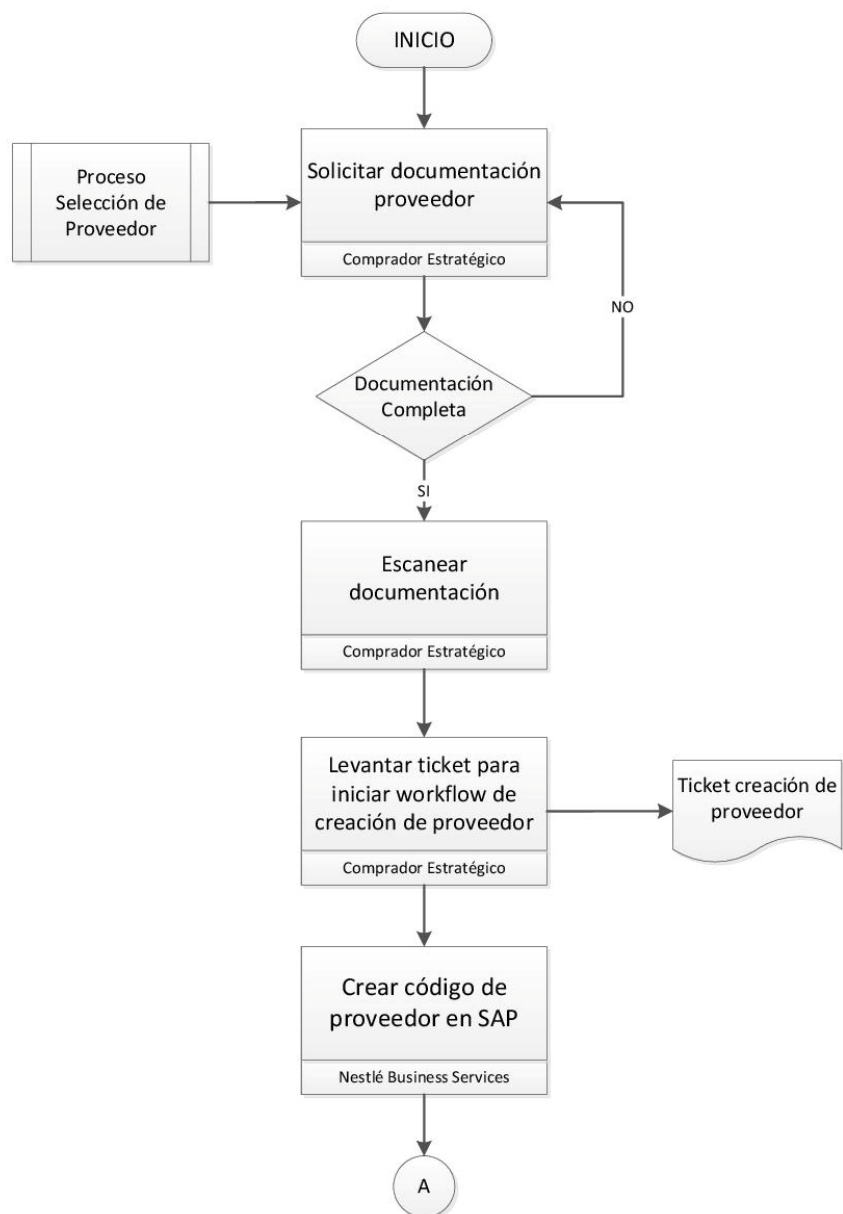 INICIO
Proceso
Selección de
Proveedor
Solicitar documentación
proveedor
Comprador Estratégico
NO
Documentación
Completa
SI
Escanear
documentación
Comprador Estratégico
Levantar ticket para
iniciar workflow de
creación de proveedor
Comprador Estratégico
Ticket creación de
proveedor
Crear código de
proveedor en SAP
Nestlé Business Services
A